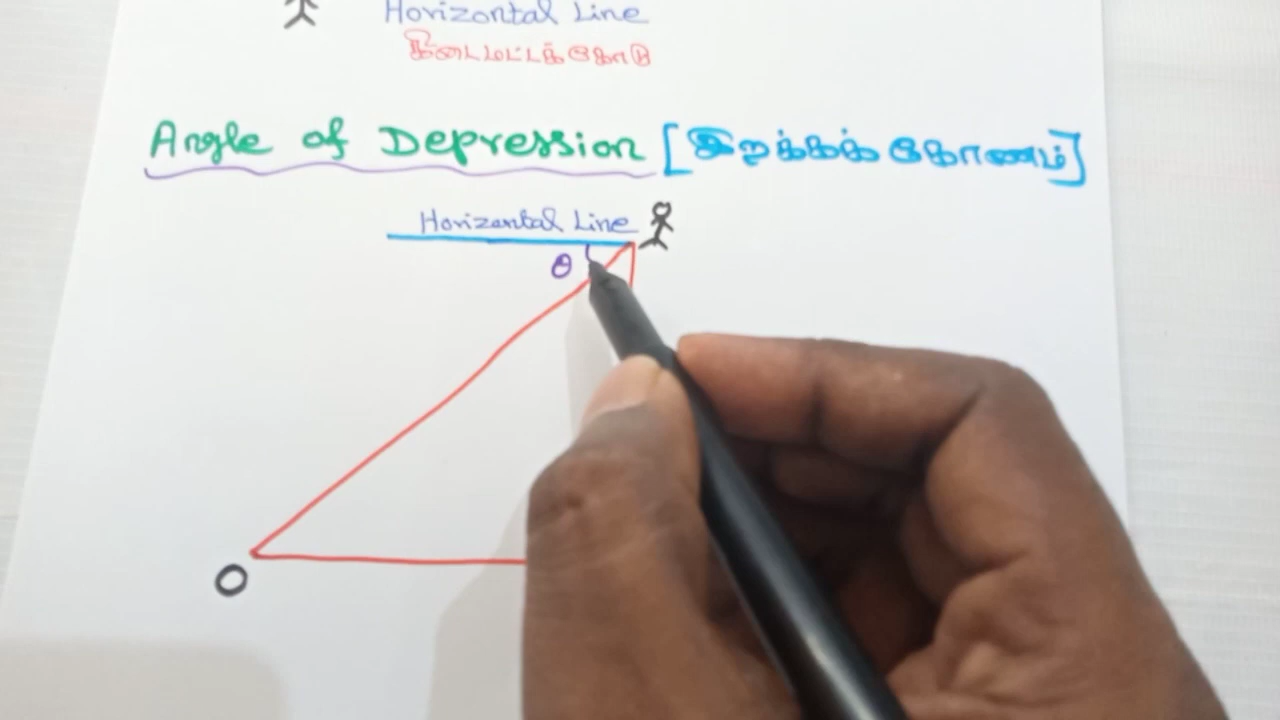 Horizontal Line
கிடைமட்டக்கோடு
Angle of Depression [இறக்கக் கோணம்]
Horizontal Line
θ
O